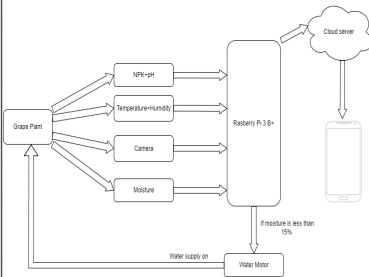 Cloud server
NPK+pH
Temperature+Humidity
Grape Plant
Rasberry Pi 3 B+
Camera
Moisture
If moisture is less than
15%
Water supply on
Water Motor